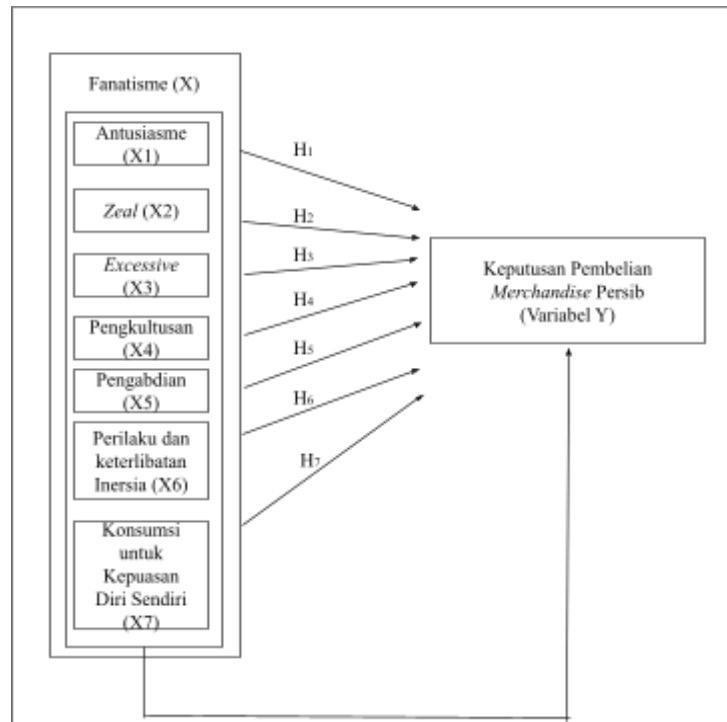 Fanatisme (X)
Antusiasme
(X1)
Zeal (X2)
Excessive
(X3)
Pengkultusan
(X4)
Pengabdian
(X5)
Perilaku dan
keterlibatan
Inersia (X6)
Konsumsi
untuk
Kepuasan
Diri Sendiri
(X7)
H1
H2
H3
H4
H5
H6
H7
Keputusan Pembelian
Merchandise Persib
(Variabel Y)